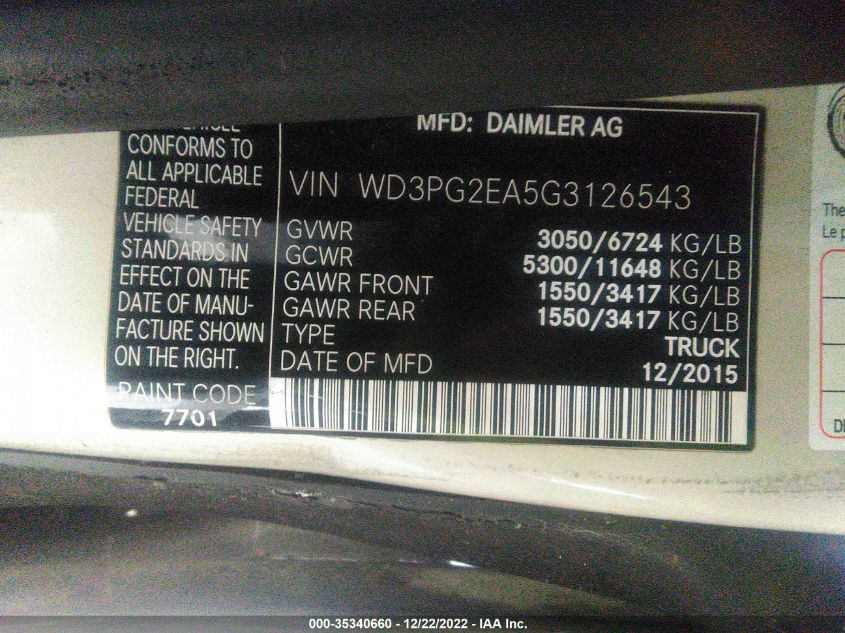 MFD: DAIMLER AG
CONFORMS TO
ALL APPLICABLE
FEDERAL
VEHICLE SAFETY
STANDARDS IN
EFFECT ON THE
DATE OF MANU-
FACTURE SHOWN
ON THE RIGHT.
PAINT CODE
7701
VIN WD3PG2EA5G3126543
GVWR 3050/6724 KG/LB
GCWR 5300/11648 KG/LB
GAWR FRONT 1550/3417 KG/LB
GAWR REAR 1550/3417 KG/LB
TYPE TRUCK
DATE OF MFD 12/2015
The
Le p
000-35340660 - 12/22/2022 - IAA Inc.